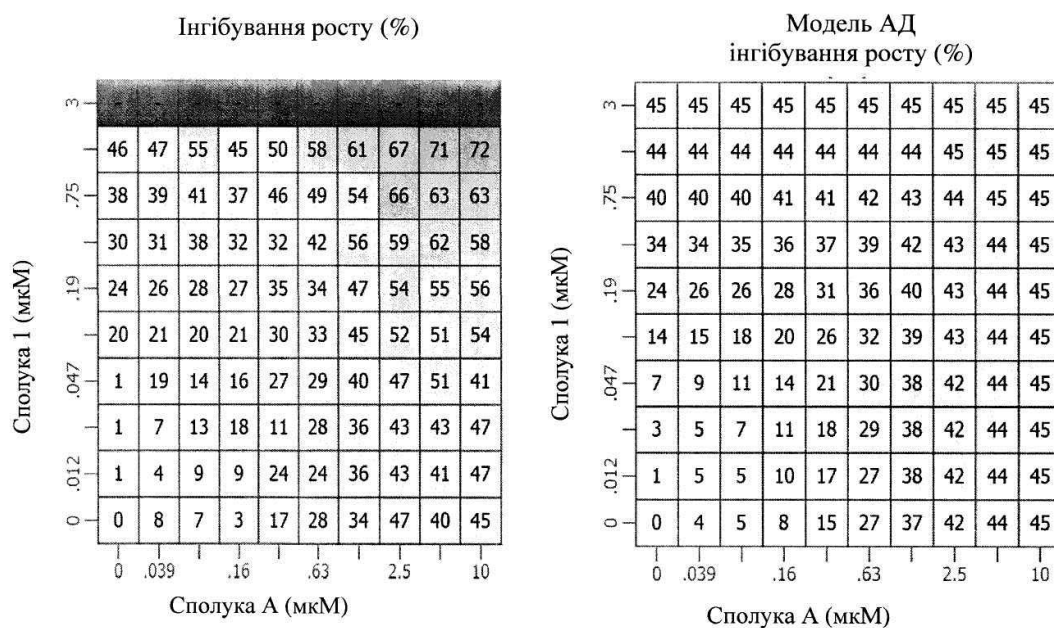 Інгібування росту (%)
Сполука 1 (мкМ)
3
46 47 55 45 50 58 61 67 71 72
.75 38 39 41 37 46 49 54 66 63 63
30 31 38 32 32 42 56 59 62 58
.19 24 26 28 27 35 34 47 54 55 56
20 21 20 21 30 33 45 52 51 54
.047 1 19 14 16 27 29 40 47 51 41
1 7 13 18 11 28 36 43 43 47
.012 1 4 9 9 24 24 36 43 41 47
0 0 8 7 3 17 28 34 47 40 45
0 .039 .16 .63 2.5 10
Сполука А (мкМ)
Модель АД
інгібування росту (%)
Сполука 1 (мкМ)
3 45 45 45 45 45 45 45 45 45 45
44 44 44 44 44 44 44 45 45 45
.75 40 40 40 41 41 42 43 44 45 45
34 34 35 36 37 39 42 43 44 45
.19 24 26 26 28 31 36 40 43 44 45
14 15 18 20 26 32 39 43 44 45
.047 7 9 11 14 21 30 38 42 44 45
3 5 7 11 18 29 38 42 44 45
.012 1 5 5 10 17 27 38 42 44 45
0 0 4 5 8 15 27 37 42 44 45
0 .039 .16 .63 2.5 10
Сполука А (мкМ)